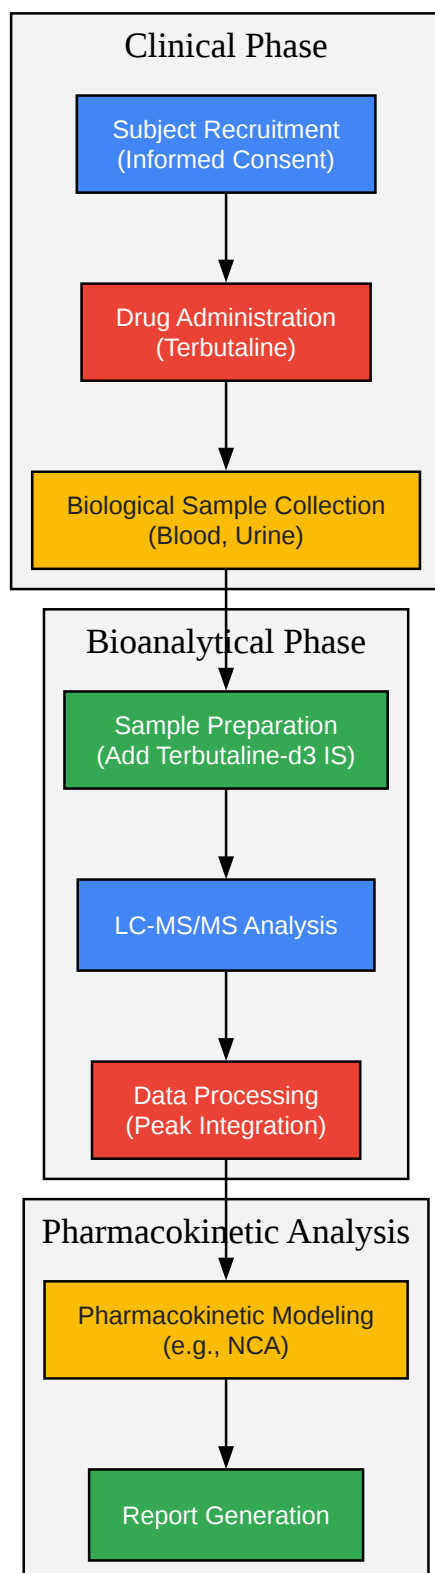 Clinical Phase
Subject Recruitment
(Informed Consent)
Drug Administration
(Terbutaline)
Biological Sample Collection
(Blood, Urine)
Bioanalytical Phase
Sample Preparation
(Add Terbutaline-d3 IS)
LC-MS/MS Analysis
Data Processing
(Peak Integration)
Pharmacokinetic Analysis
Pharmacokinetic Modeling
(e.g., NCA)
Report Generation